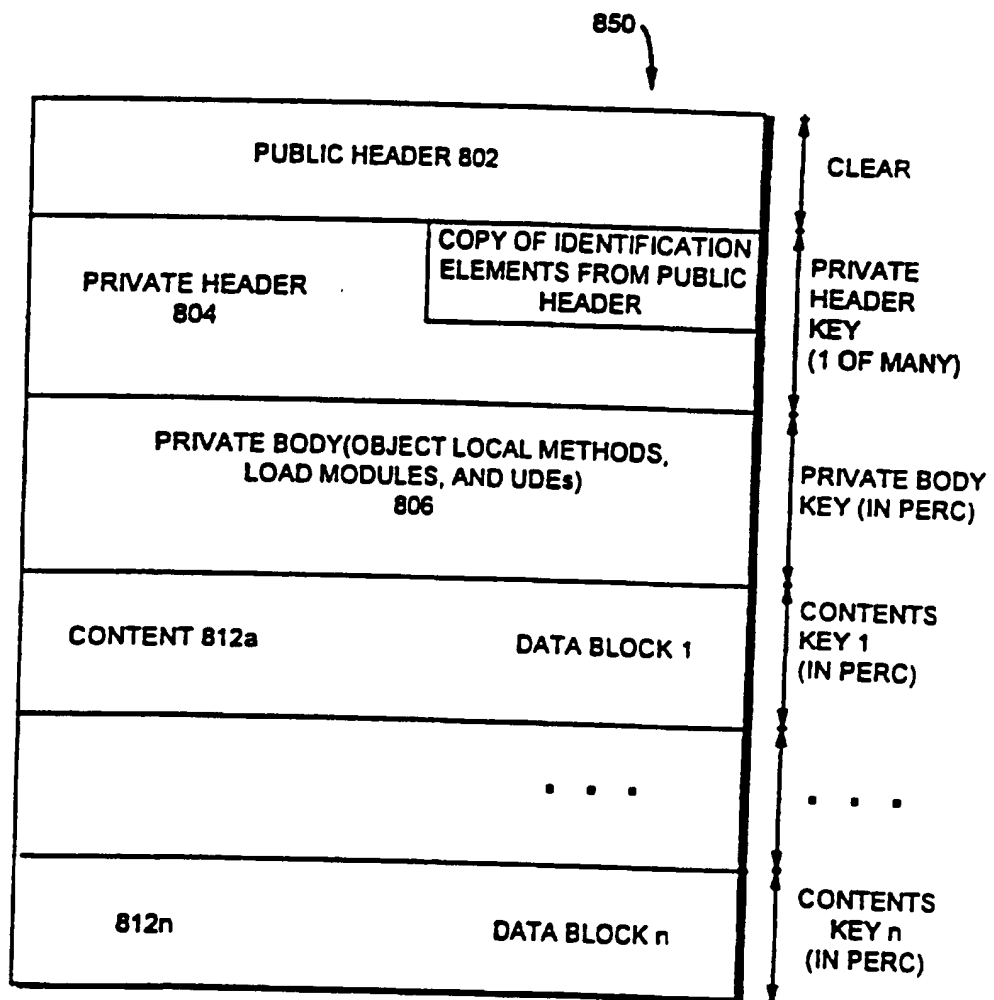 850
PUBLIC HEADER 802
CLEAR
PRIVATE HEADER
804
COPY OF IDENTIFICATION
ELEMENTS FROM PUBLIC
HEADER
PRIVATE
HEADER
KEY
(1 OF MANY)
PRIVATE BODY(OBJECT LOCAL METHODS,
LOAD MODULES, AND UDEs)
806
PRIVATE BODY
KEY (IN PERC)
CONTENT 812a
DATA BLOCK 1
CONTENTS
KEY 1
(IN PERC)
. . .
. . .
812n
DATA BLOCK n
CONTENTS
KEY n
(IN PERC)